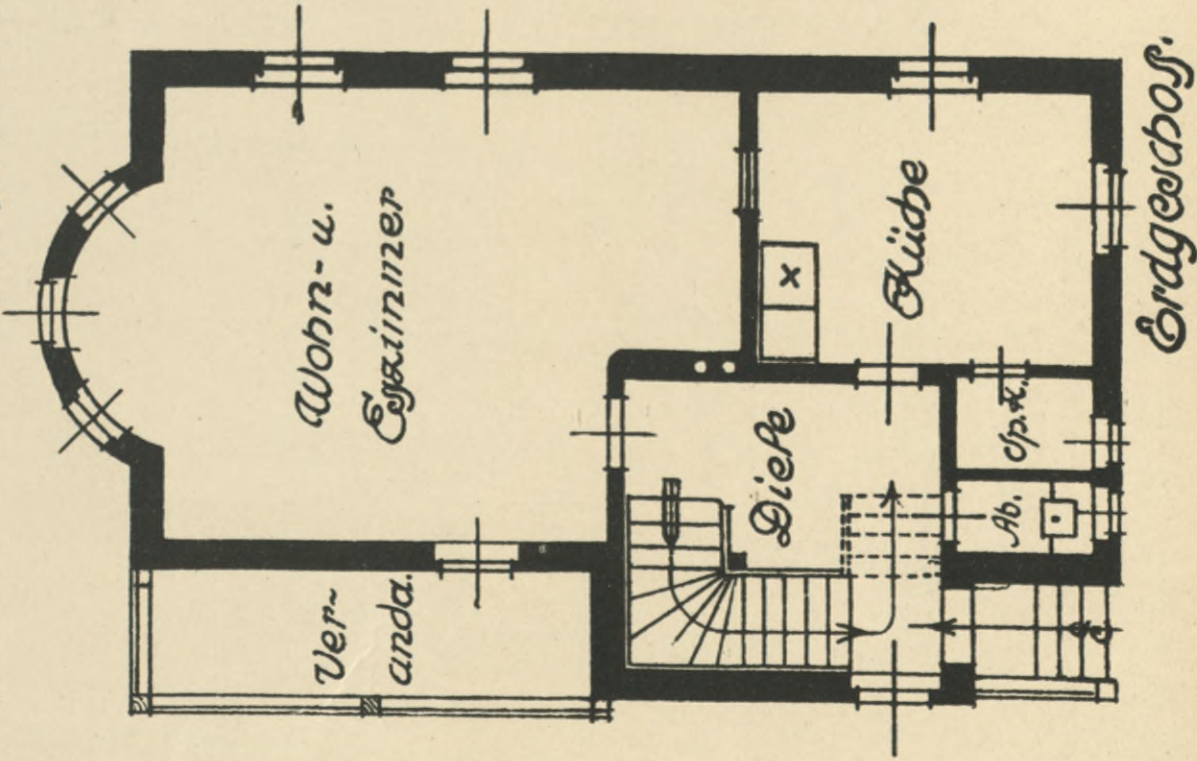 Wohn- u.
Esszimmer
Küche
Diele
Sp.K.
Ab.
Ver-
anda.
Erdgeschoß.